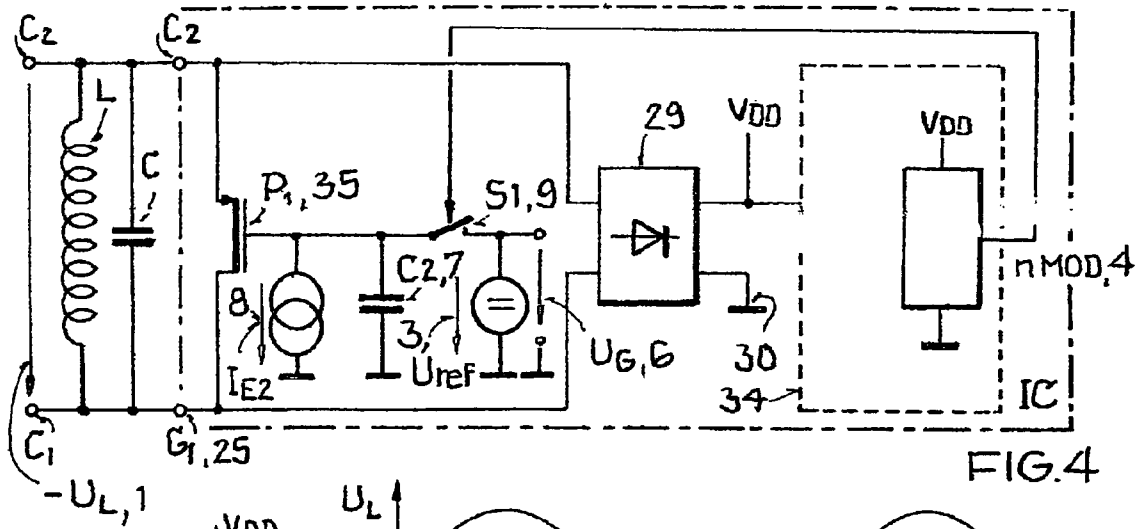 C2
C2
L
C
P1,35
S1,9
29
VDD
VDD
8
IE2
C2,7
3,
Uref
UG,6
30
34
nMOD,4
IC
C1
G1,25
-UL,1
FIG.4
UL
VDD